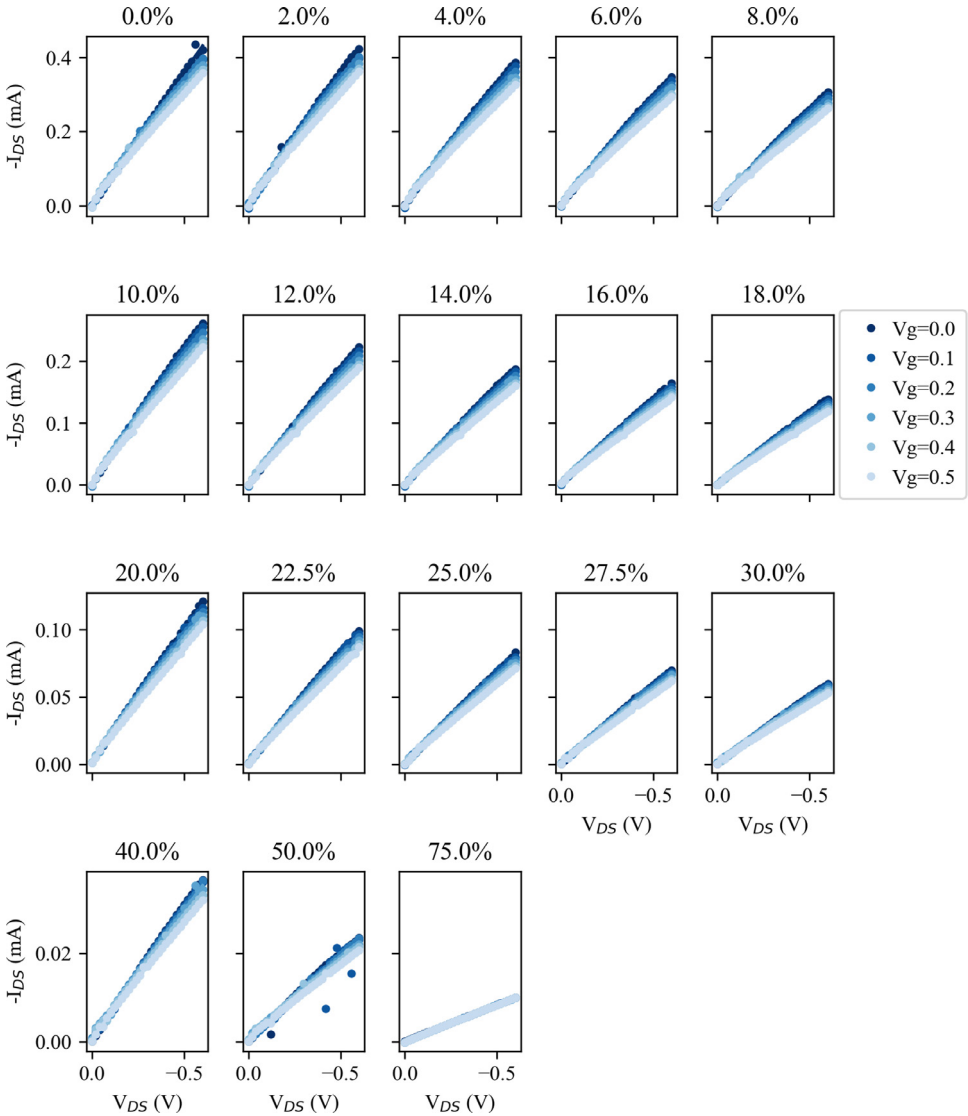 0.0% 2.0% 4.0% 6.0% 8.0%
0.4
0.2
0.0
-I_DS (mA)
10.0% 12.0% 14.0% 16.0% 18.0%
0.2
0.1
0.0
-I_DS (mA)
Vg=0.0
Vg=0.1
Vg=0.2
Vg=0.3
Vg=0.4
Vg=0.5
20.0% 22.5% 25.0% 27.5% 30.0%
0.10
0.05
0.00
-I_DS (mA)
0.0 −0.5 0.0 −0.5
V_DS (V) V_DS (V)
40.0% 50.0% 75.0%
0.02
0.00
-I_DS (mA)
0.0 −0.5 0.0 −0.5 0.0 −0.5
V_DS (V) V_DS (V) V_DS (V)